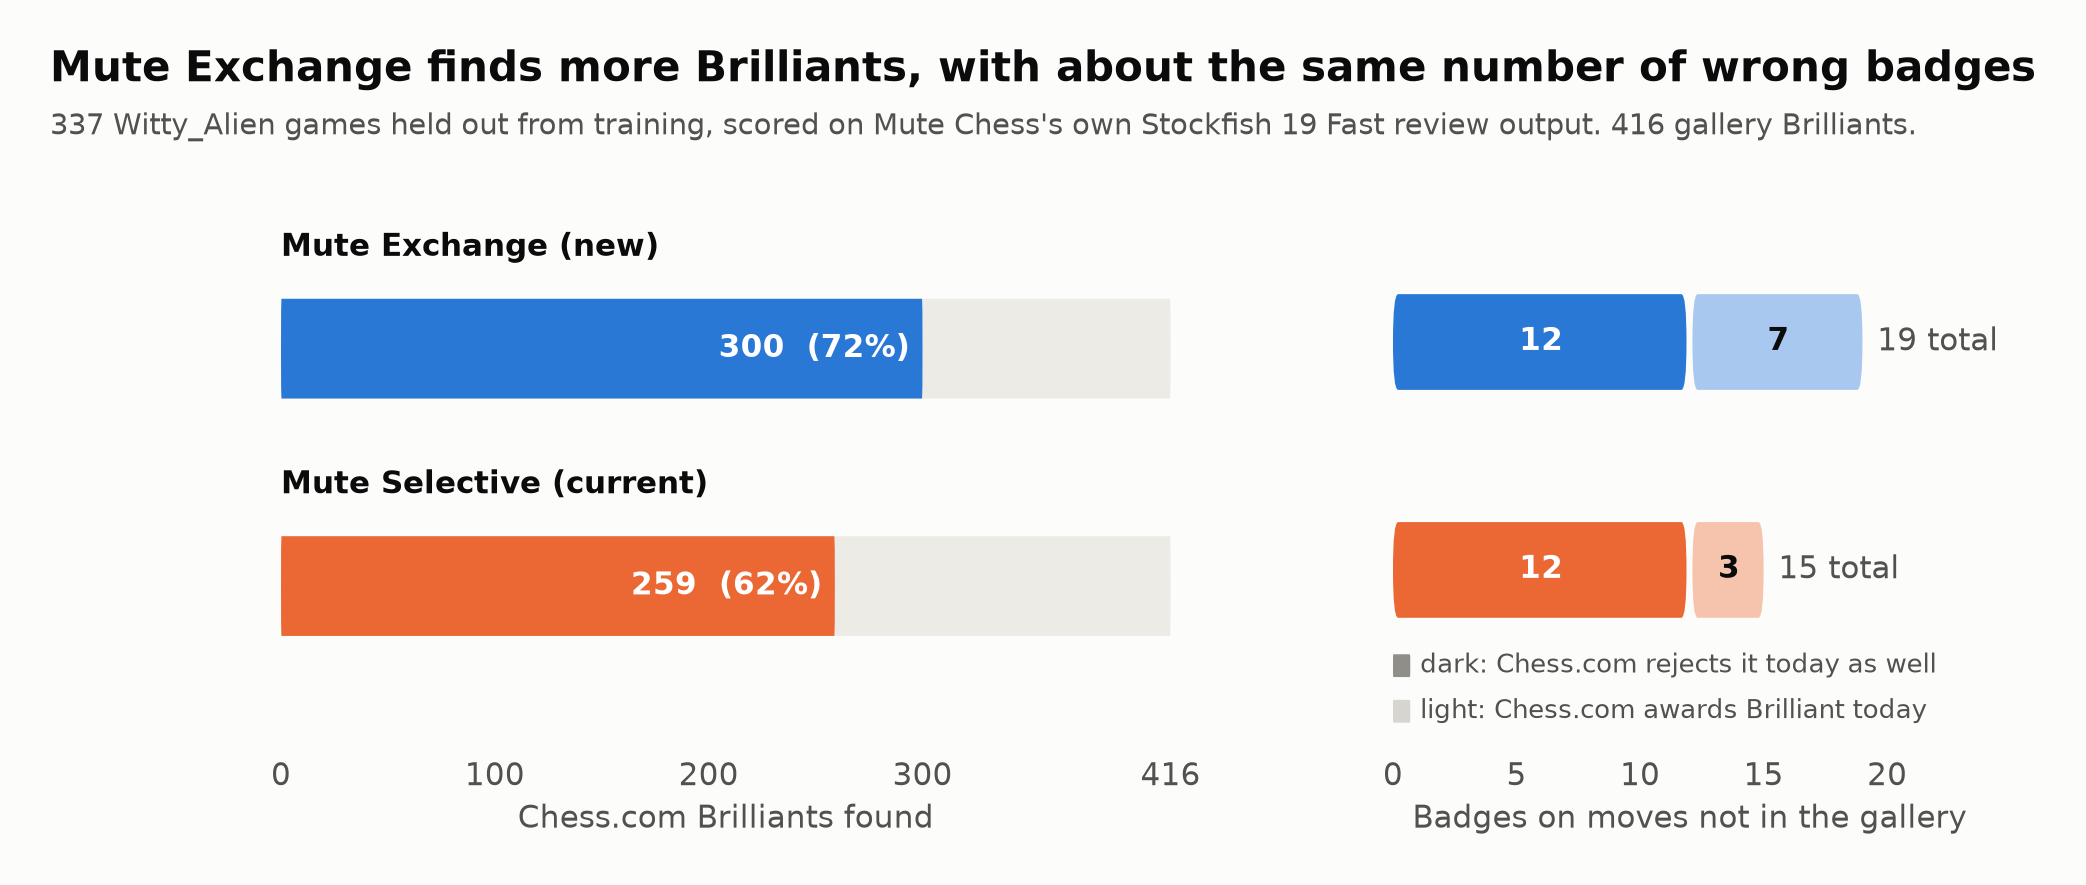 Mute Exchange finds more Brilliants, with about the same number of wrong badges
337 Witty_Alien games held out from training, scored on Mute Chess's own Stockfish 19 Fast review output. 416 gallery Brilliants.
Mute Exchange (new)
300 (72%)
12
7
19 total
Mute Selective (current)
259 (62%)
12
3
15 total
dark: Chess.com rejects it today as well
light: Chess.com awards Brilliant today
0 100 200 300 416
Chess.com Brilliants found
0 5 10 15 20
Badges on moves not in the gallery